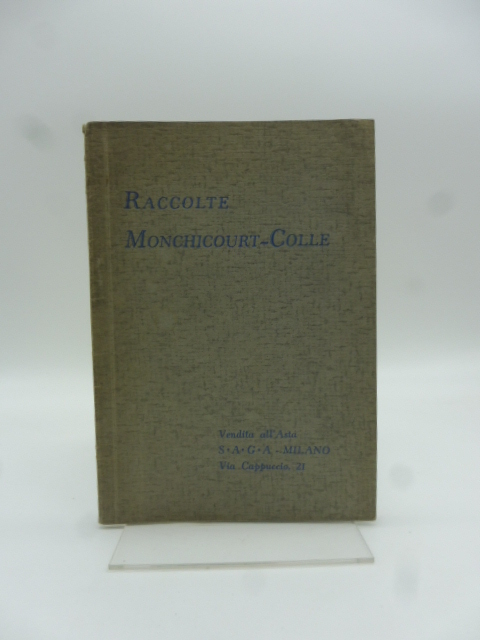 RACCOLTE
MONCHICOURT-COLLE
Vendita all'Asta
S•A•G•A - MILANO
Via Cappuccio, 21